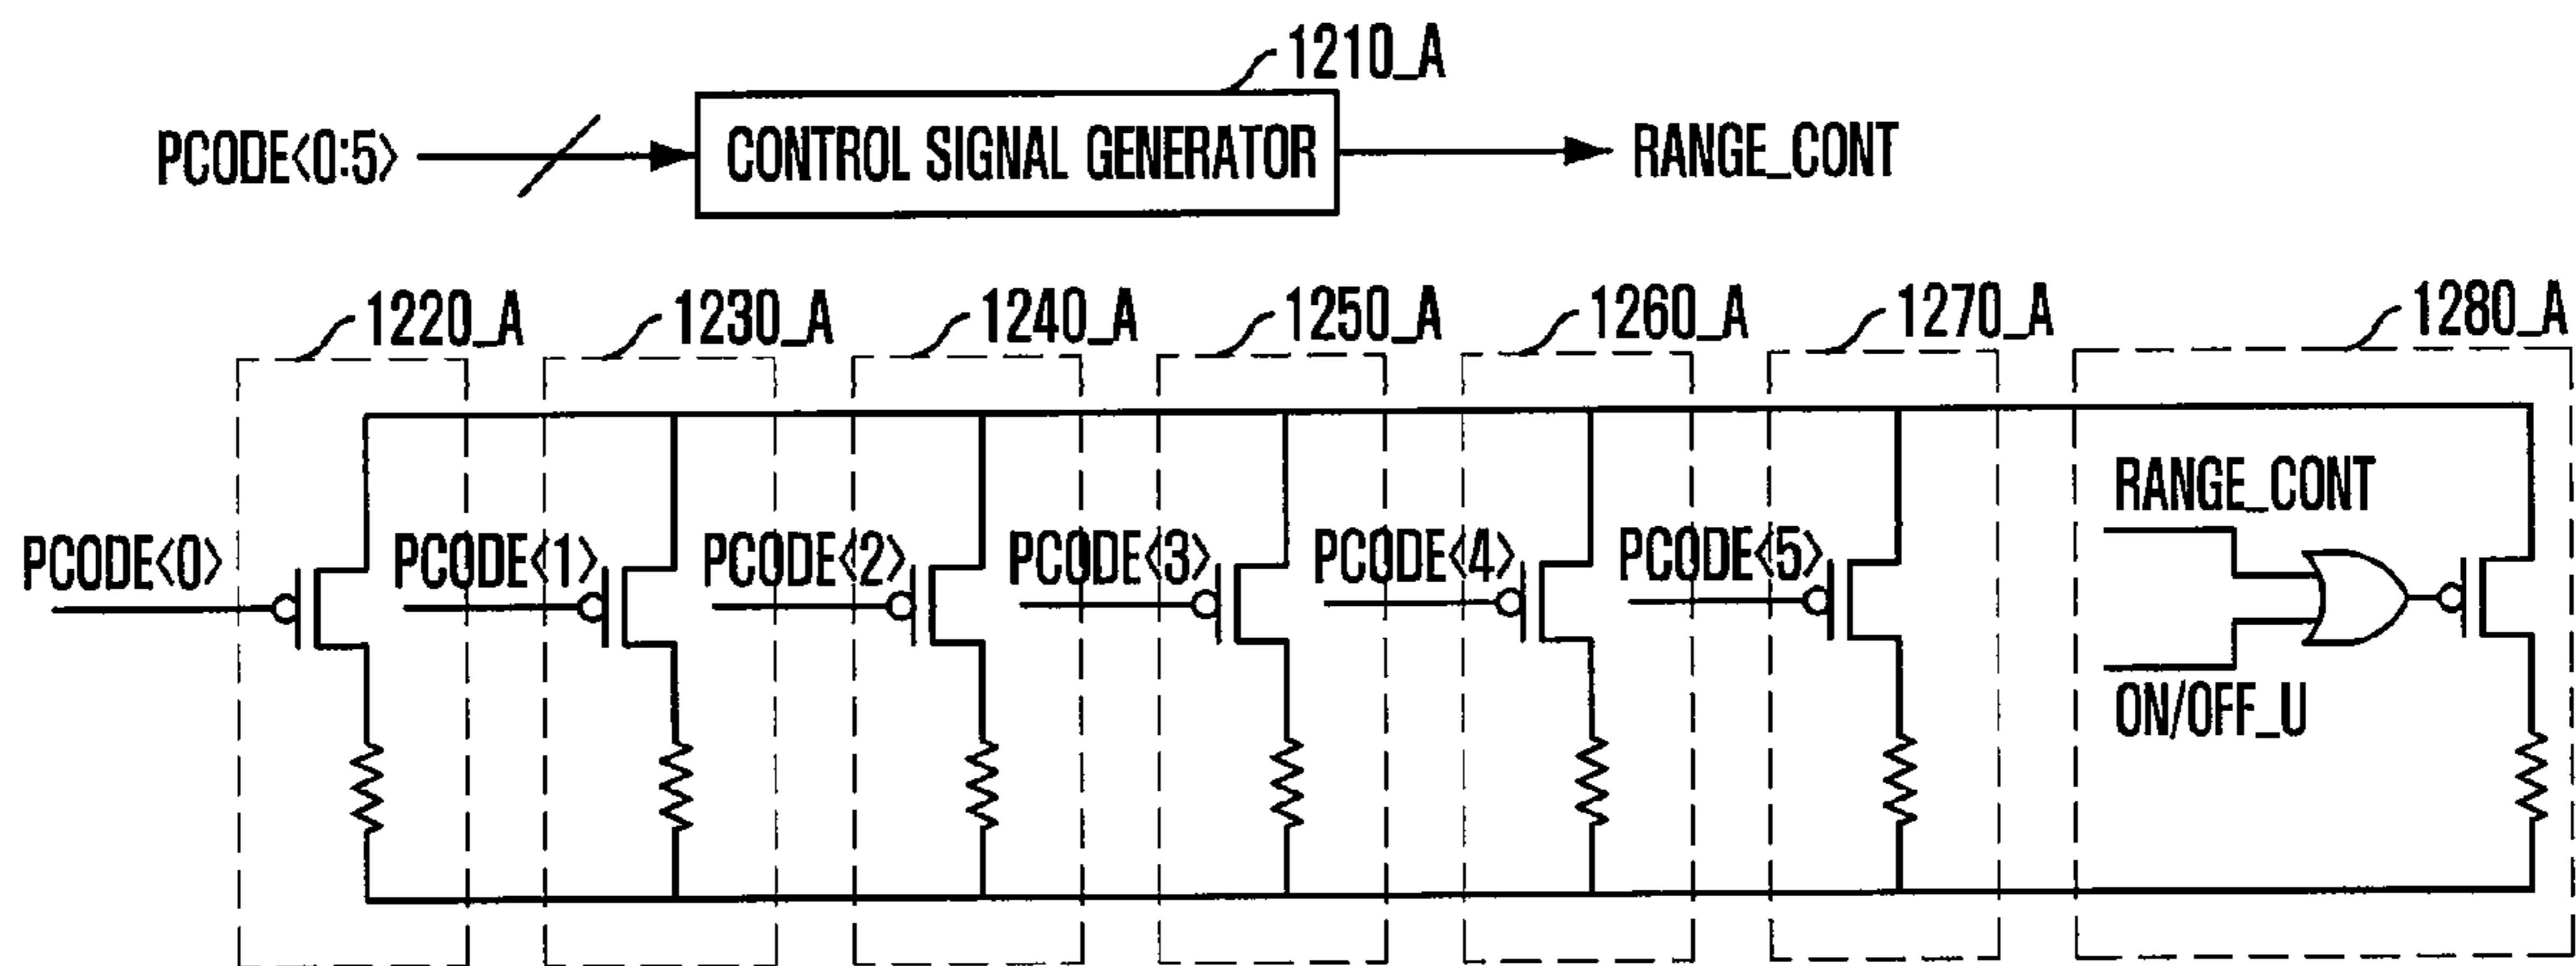 1210_A
PCODE<0:5>
CONTROL SIGNAL GENERATOR
RANGE_CONT
1220_A
1230_A
1240_A
1250_A
1260_A
1270_A
1280_A
RANGE_CONT
PCODE<0>
PCODE<1>
PCODE<2>
PCODE<3>
PCODE<4>
PCODE<5>
ON/OFF_U